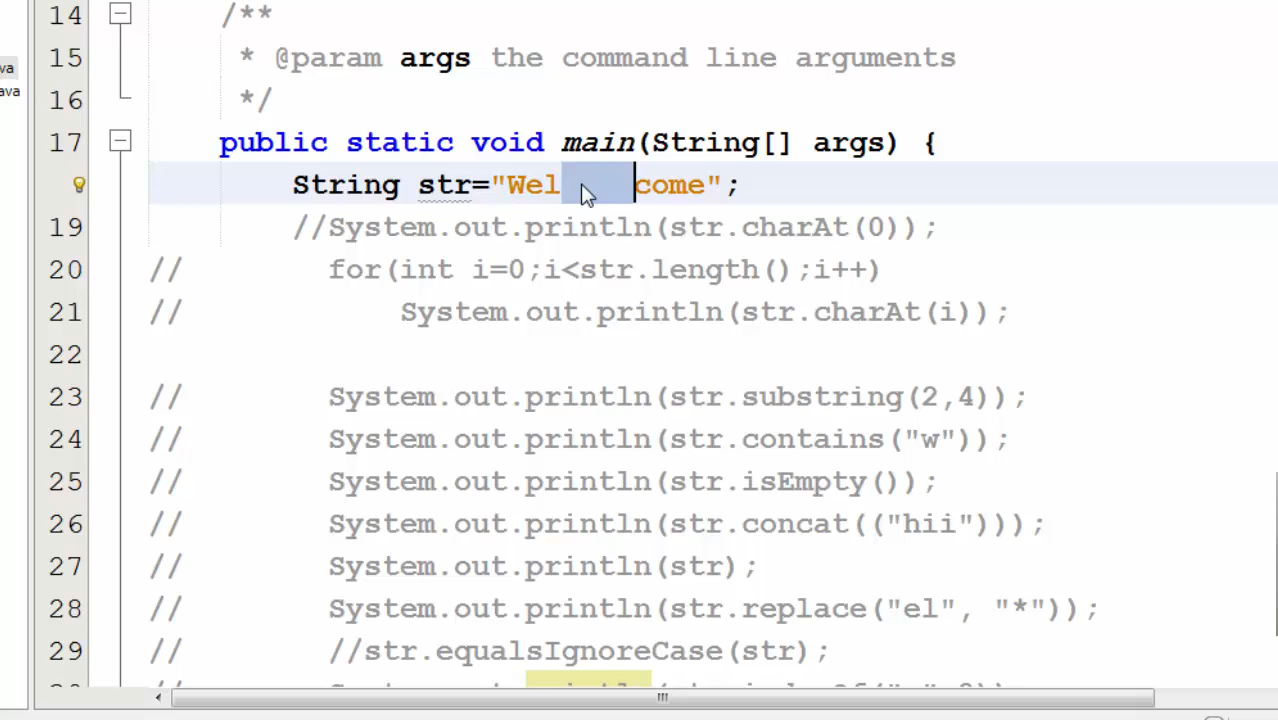 14 /**
va
15 * @param args the command line arguments
ava
16 */
17 public static void main(String[] args) {
String str="Wel    come";
19 //System.out.println(str.charAt(0));
20 // for(int i=0;i<str.length();i++)
21 // System.out.println(str.charAt(i));
22
23 // System.out.println(str.substring(2,4));
24 // System.out.println(str.contains("w"));
25 // System.out.println(str.isEmpty());
26 // System.out.println(str.concat(("hii")));
27 // System.out.println(str);
28 // System.out.println(str.replace("el", "*"));
29 // //str.equalsIgnoreCase(str);